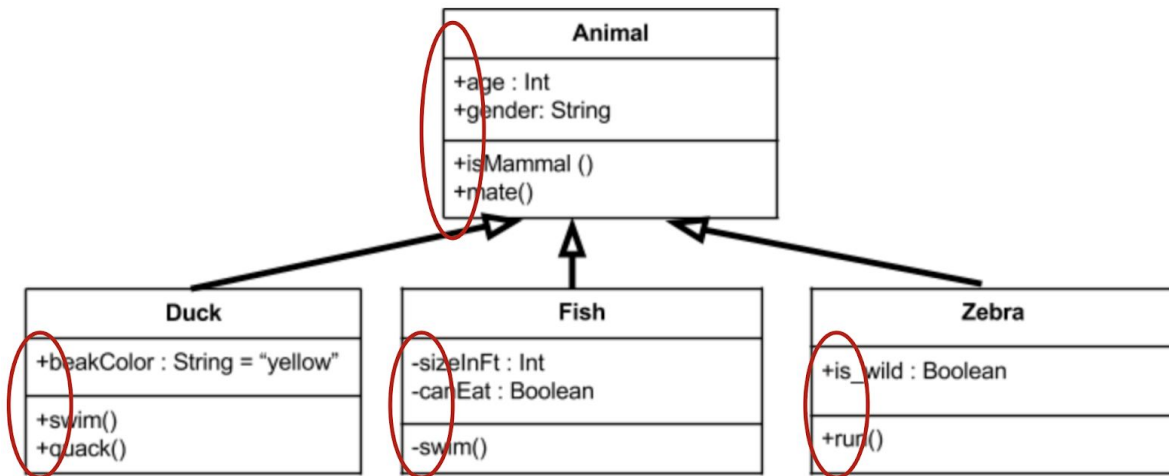 Animal
+age : Int
+gender: String
+isMammal ()
+mate()
Duck
+beakColor : String = “yellow”
+swim()
+quack()
Fish
-sizeInFt : Int
-canEat : Boolean
-swim()
Zebra
+is_wild : Boolean
+run()